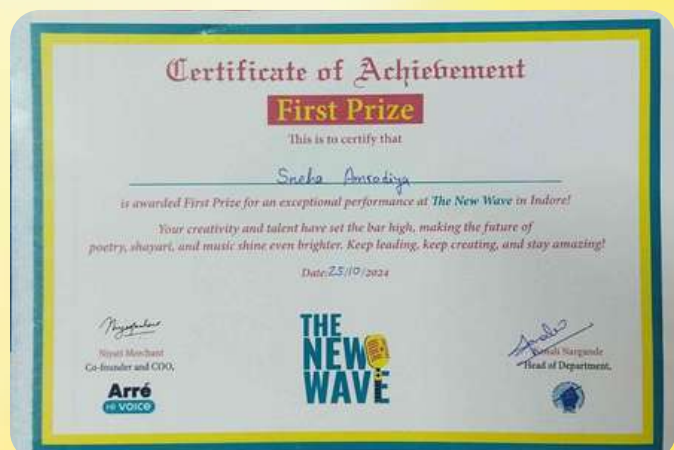 Certificate of Achievement
First Prize
This is to certify that
Sneha Amrodiya
is awarded First Prize for an exceptional performance at The New Wave in Indore!
Your creativity and talent have set the bar high, making the future of
poetry, shayari, and music shine even brighter. Keep leading, keep creating, and stay amazing!
Date: 25/10/2024
THE
NEW
WAVE
Niyati Merchant
Co-founder and COO,
Arré
VOICE
Nargunde
Head of Department,